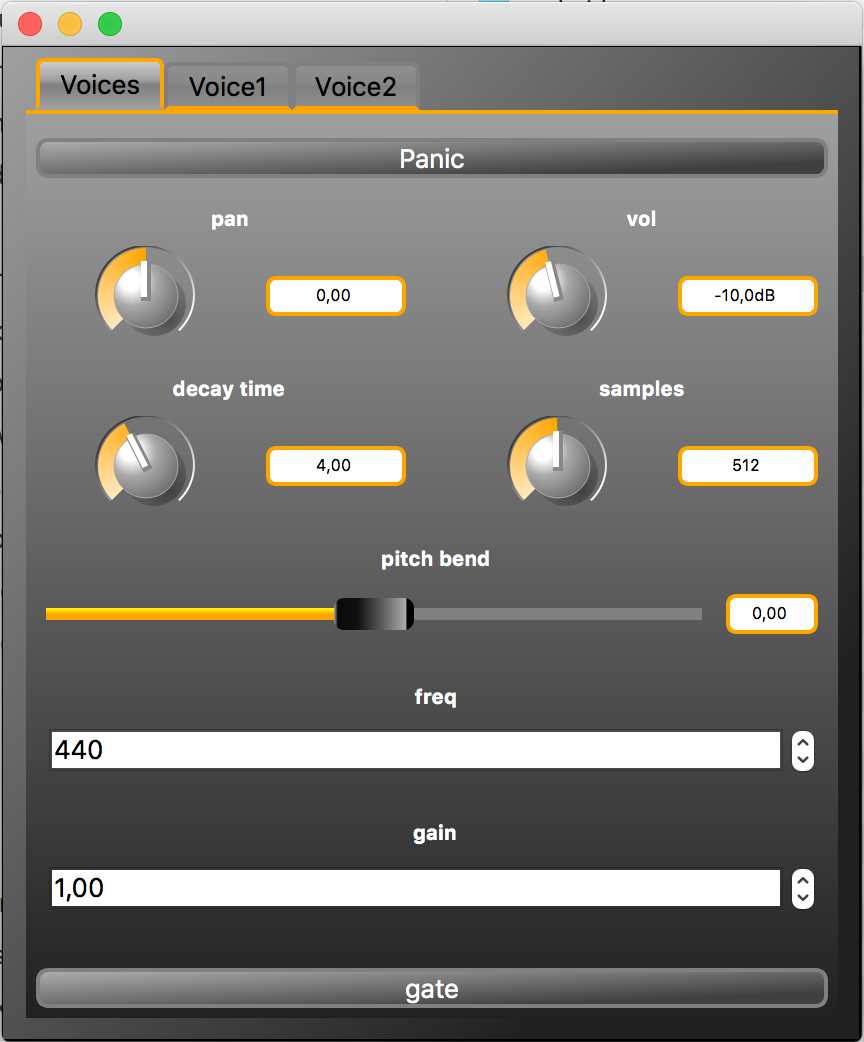 Voices Voice1 Voice2
Panic
pan vol
0,00 -10,0dB
decay time samples
4,00 512
pitch bend
0,00
freq
440
gain
1,00
gate